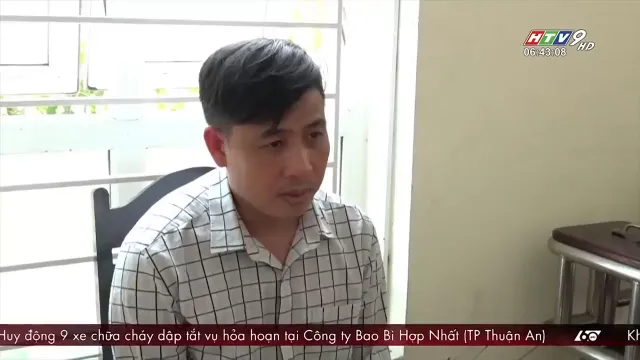 HTV9 HD
06:43:08
Huy động 9 xe chữa cháy dập tắt vụ hỏa hoạn tại Công ty Bao Bì Hợp Nhất (TP Thuận An) 60 K